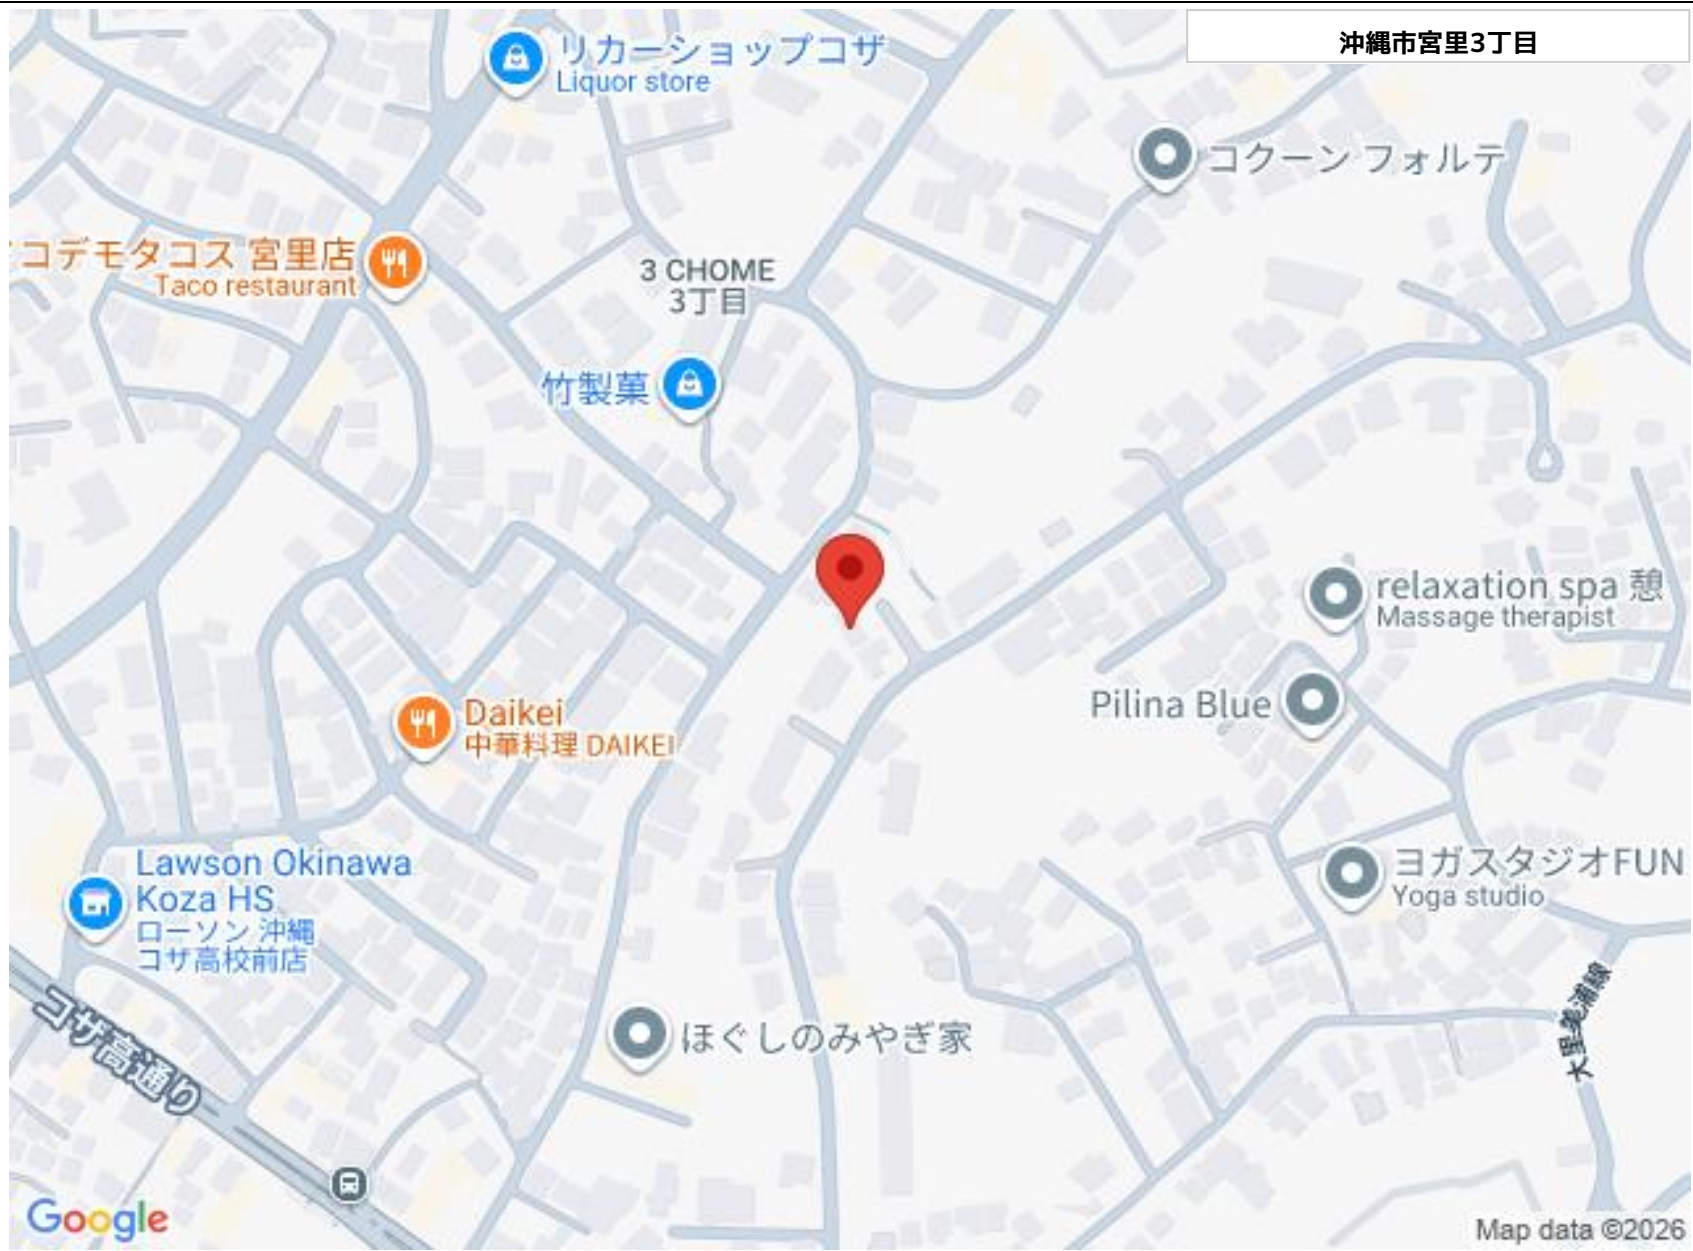 沖縄市宮里3丁目
リカーショップコザ
Liquor store
コクーン フォルテ
コデモタコス 宮里店
Taco restaurant
3 CHOME
3丁目
竹製菓
relaxation spa 憩
Massage therapist
Pilina Blue
Daikei
中華料理 DAIKEI
Lawson Okinawa
Koza HS
ローソン 沖縄
コザ高校前店
ヨガスタジオFUN
Yoga studio
大里美浦線
コザ高通り
ほぐしのみやぎ家
Google
Map data ©2026